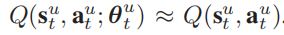 Q(s_t^u, a_t^u; θ_t^u) ≈ Q(s_t^u, a_t^u).